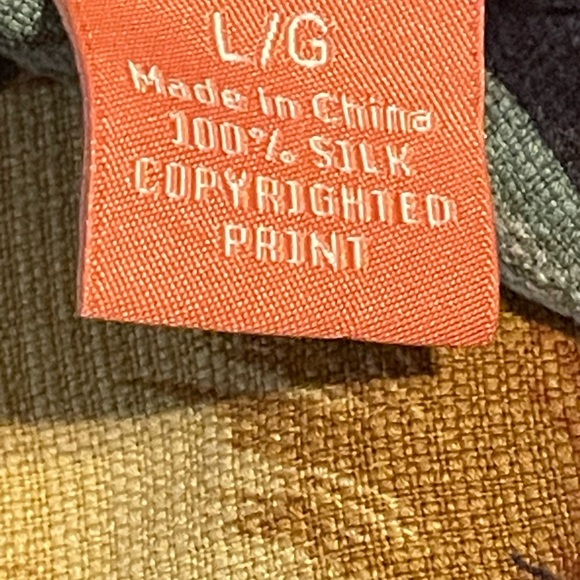 L/G
Made in China
100% SILK
COPYRIGHTED
PRINT